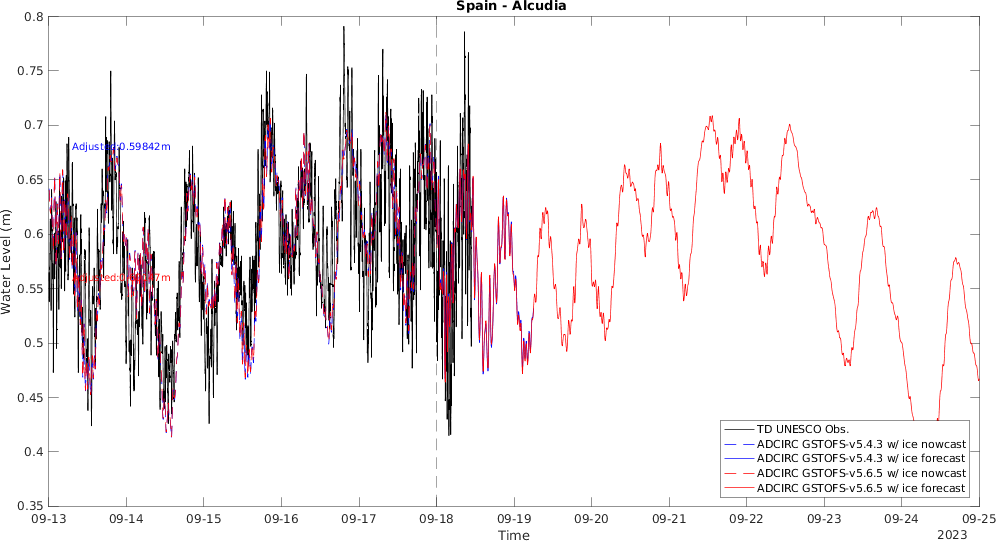 Spain - Alcudia
0.8
0.75
0.7
0.65
0.6
0.55
0.5
0.45
0.4
0.35
Water Level (m)
Adjusted:0.59842m
TD UNESCO Obs.
ADCIRC GSTOFS-v5.4.3 w/ ice nowcast
ADCIRC GSTOFS-v5.4.3 w/ ice forecast
ADCIRC GSTOFS-v5.6.5 w/ ice nowcast
ADCIRC GSTOFS-v5.6.5 w/ ice forecast
09-13 09-14 09-15 09-16 09-17 09-18 09-19 09-20 09-21 09-22 09-23 09-24 09-25
Time
2023